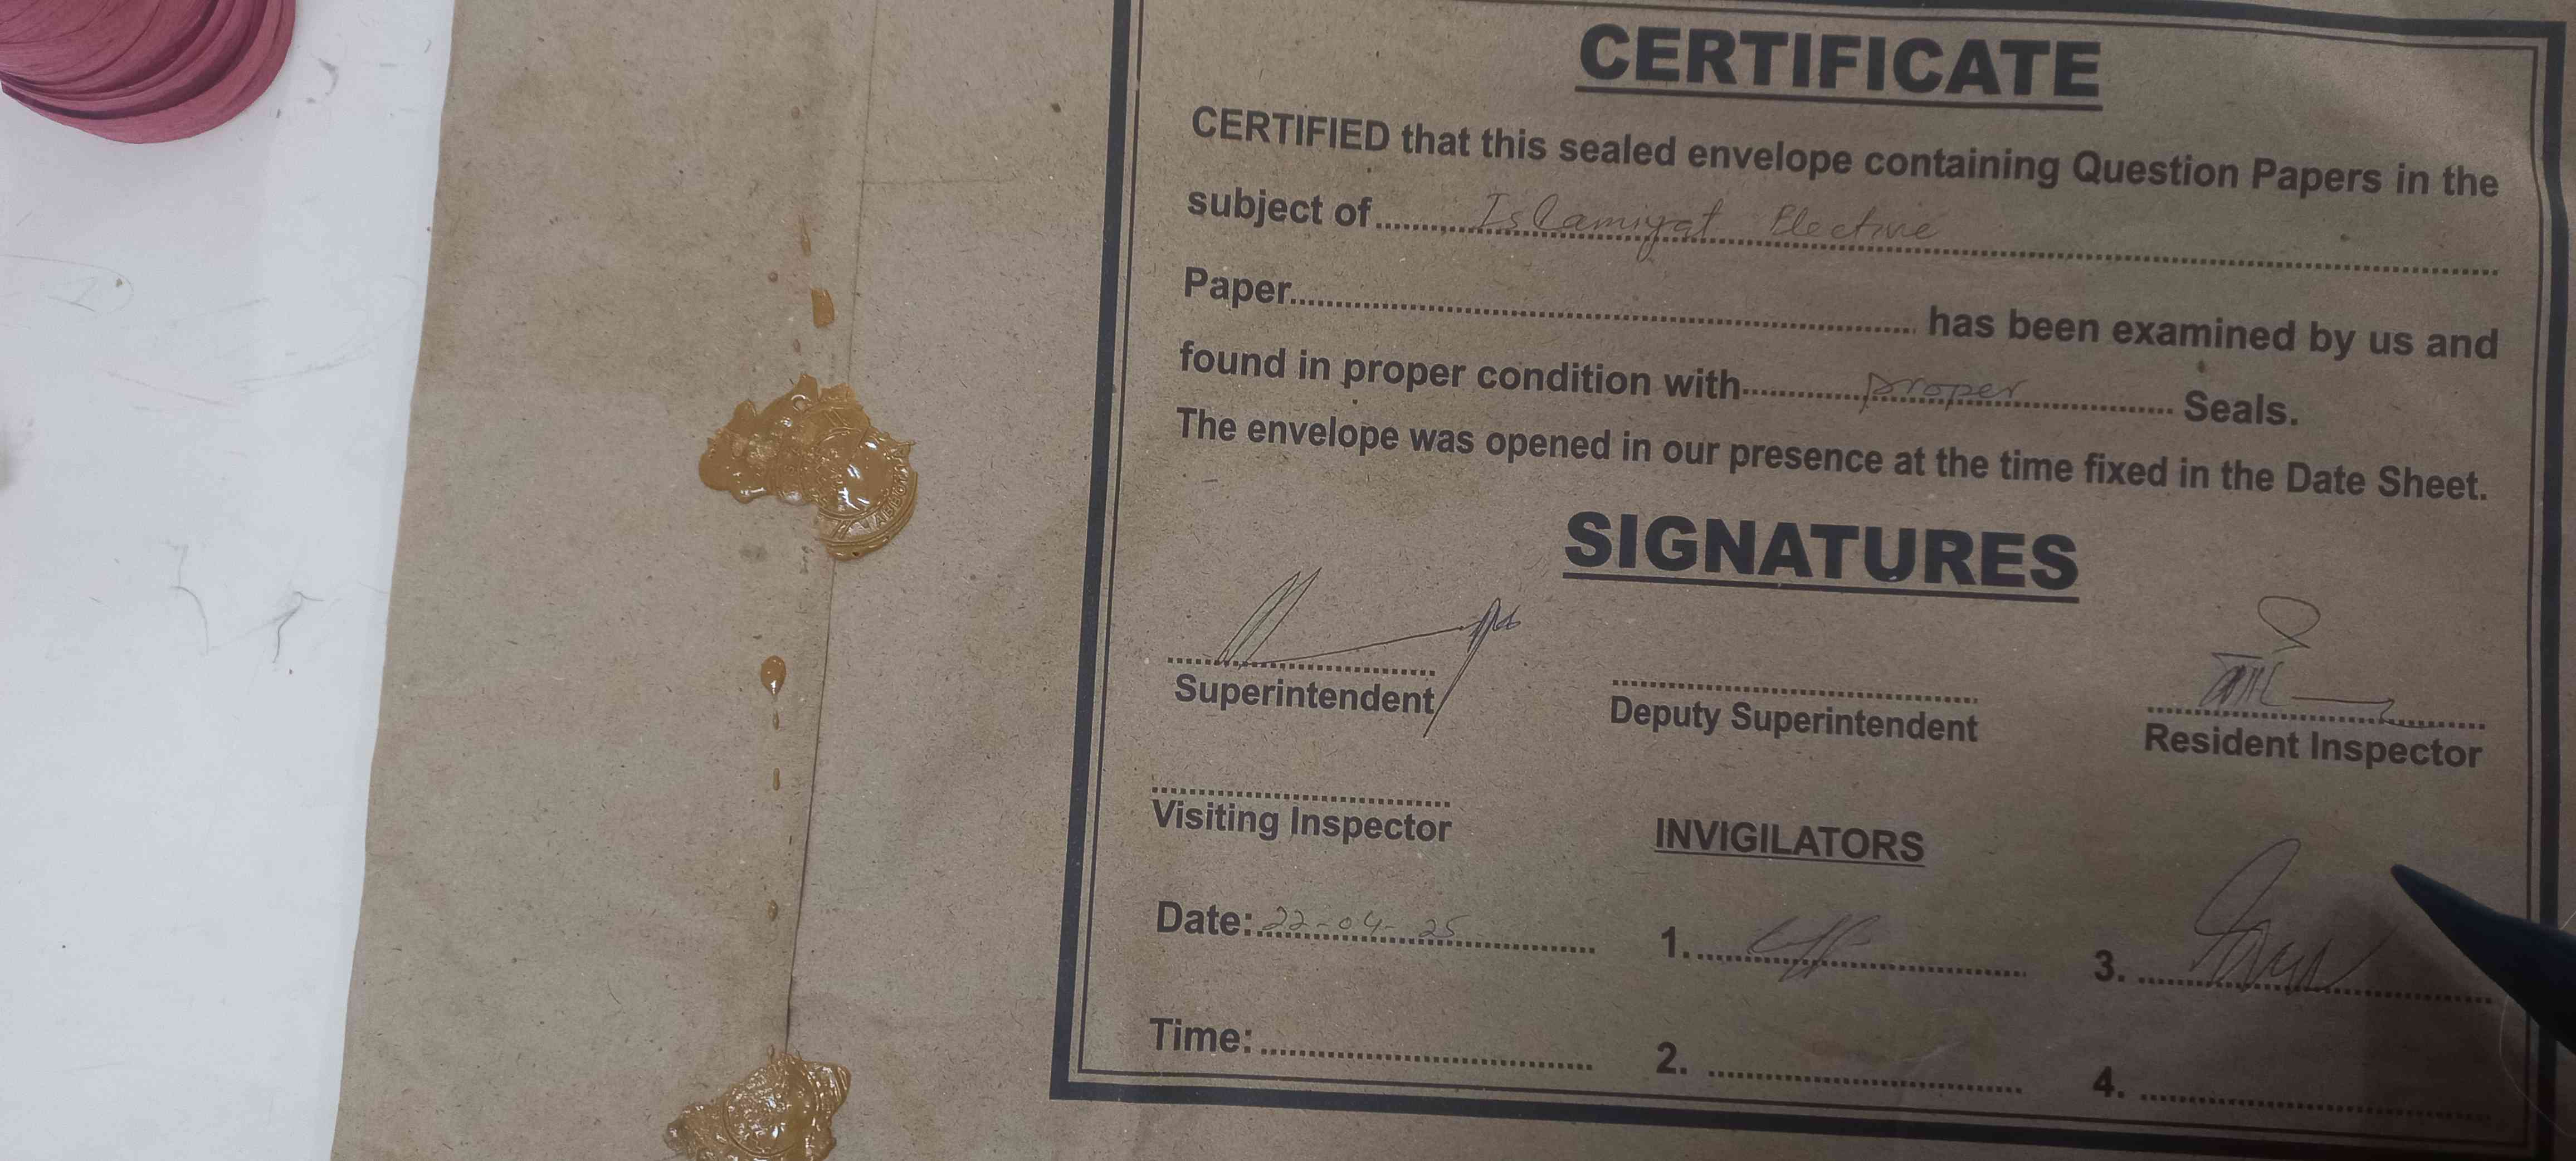 CERTIFICATE
CERTIFIED that this sealed envelope containing Question Papers in the
subject of Islamiyat Elective
Paper has been examined by us and
found in proper condition with proper Seals.
The envelope was opened in our presence at the time fixed in the Date Sheet.
SIGNATURES
Superintendent
Deputy Superintendent
Resident Inspector
Visiting Inspector
INVIGILATORS
Date: 22-04-25
1.
3.
Time:
2.
4.